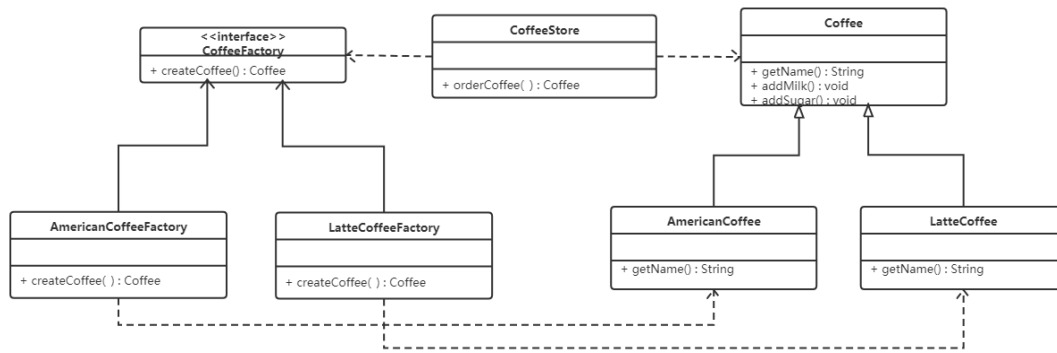 <<interface>>
CoffeeFactory
+ createCoffee() : Coffee
CoffeeStore
+ orderCoffee( ) : Coffee
Coffee
+ getName() : String
+ addMilk() : void
+ addSugar() : void
AmericanCoffeeFactory
+ createCoffee( ) : Coffee
LatteCoffeeFactory
+ createCoffee( ) : Coffee
AmericanCoffee
+ getName() : String
LatteCoffee
+ getName() : String